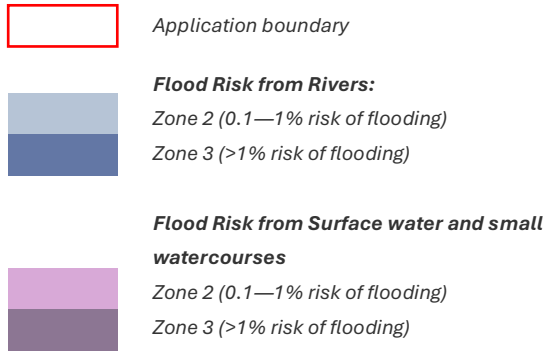 Application boundary
Flood Risk from Rivers:
Zone 2 (0.1—1% risk of flooding)
Zone 3 (>1% risk of flooding)
Flood Risk from Surface water and small
watercourses
Zone 2 (0.1—1% risk of flooding)
Zone 3 (>1% risk of flooding)